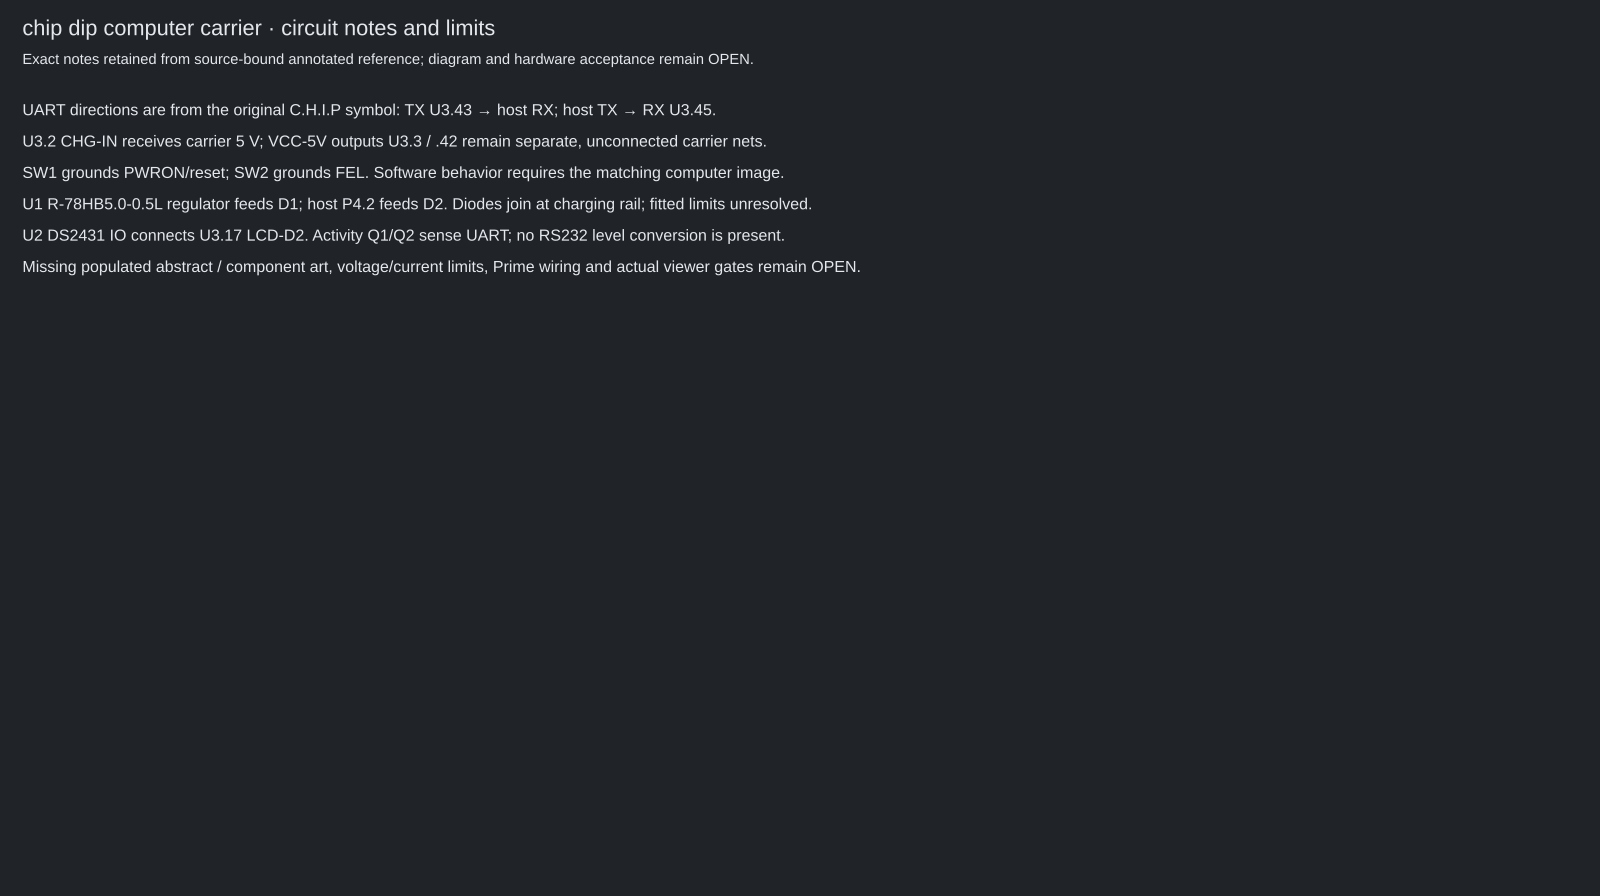 chip dip computer carrier · circuit notes and limits
Exact notes retained from source-bound annotated reference; diagram and hardware acceptance remain OPEN.
UART directions are from the original C.H.I.P symbol: TX U3.43 → host RX; host TX → RX U3.45.
U3.2 CHG-IN receives carrier 5 V; VCC-5V outputs U3.3 / .42 remain separate, unconnected carrier nets.
SW1 grounds PWRON/reset; SW2 grounds FEL. Software behavior requires the matching computer image.
U1 R-78HB5.0-0.5L regulator feeds D1; host P4.2 feeds D2. Diodes join at charging rail; fitted limits unresolved.
U2 DS2431 IO connects U3.17 LCD-D2. Activity Q1/Q2 sense UART; no RS232 level conversion is present.
Missing populated abstract / component art, voltage/current limits, Prime wiring and actual viewer gates remain OPEN.